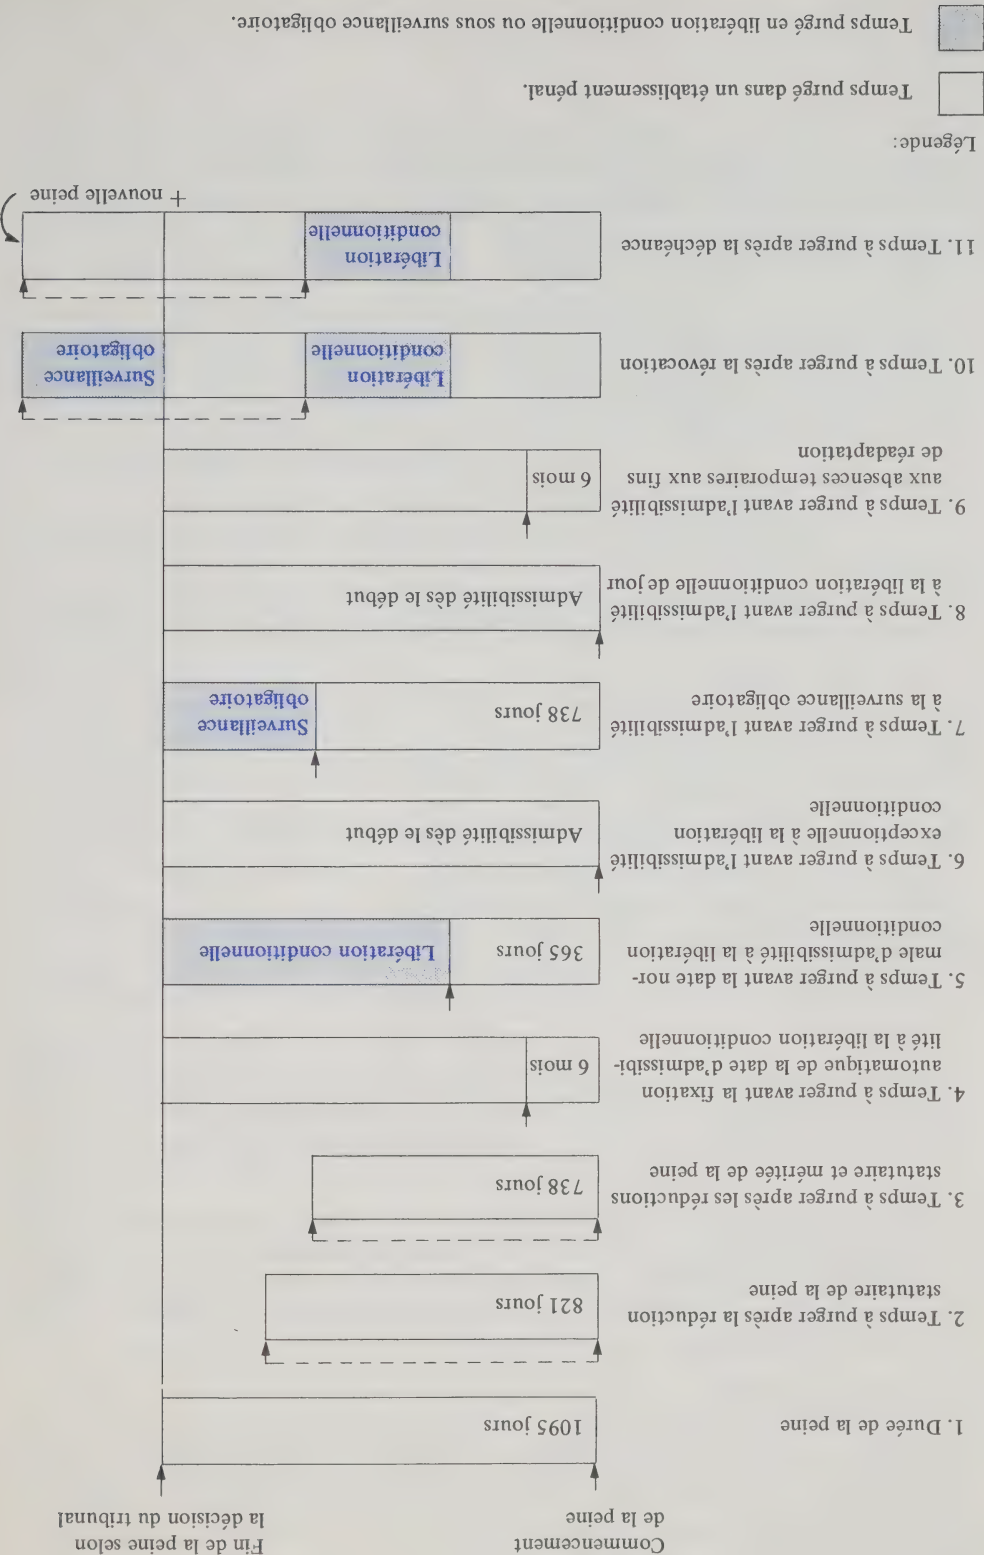 Commencement
de la peine
Fin de la peine selon
la décision du tribunal
1. Durée de la peine
1095 jours
2. Temps à purger après la réduction
statutaire de la peine
821 jours
3. Temps à purger après les réductions
statutaire et méritée de la peine
738 jours
4. Temps à purger avant la fixation
automatique de la date d'admissibi-
lité à la libération conditionnelle
6 mois
5. Temps à purger avant la date nor-
male d'admissibilité à la libération
conditionnelle
365 jours
Libération conditionnelle
6. Temps à purger avant l'admissibilité
exceptionnelle à la libération
conditionnelle
Admissibilité dès le début
7. Temps à purger avant l'admissibilité
à la surveillance obligatoire
738 jours
Surveillance
obligatoire
8. Temps à purger avant l'admissibilité
à la libération conditionnelle de jour
Admissibilité dès le début
9. Temps à purger avant l'admissibilité
aux absences temporaires aux fins
de réadaptation
6 mois
10. Temps à purger après la révocation
Libération
conditionnelle
Surveillance
obligatoire
11. Temps à purger après la déchéance
Libération
conditionnelle
+ nouvelle peine
Légende:
Temps purgé dans un établissement pénal.
Temps purgé en libération conditionnelle ou sous surveillance obligatoire.